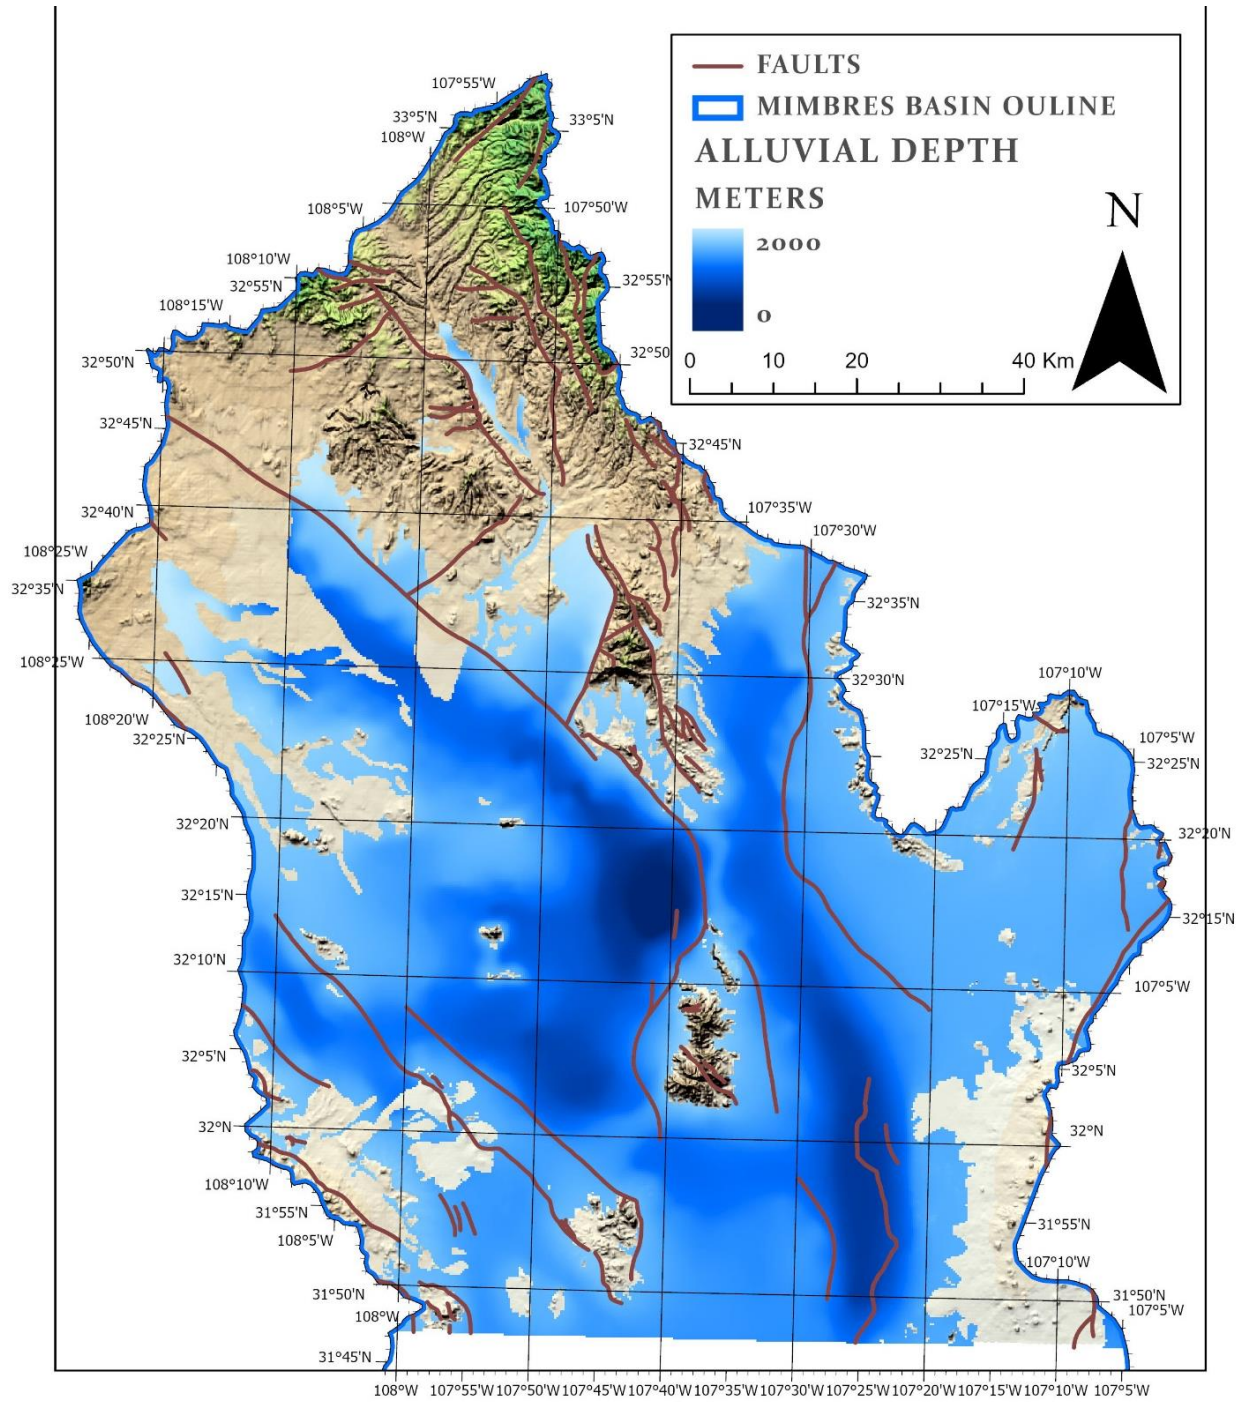 FAULTS
MIMBRES BASIN OULINE
ALLUVIAL DEPTH
METERS
2000
0
N
0 10 20 40 Km
107°55'W
33°5'N
33°5'N
108°W
108°5'W
107°50'W
108°10'W
32°55'N
32°55'N
108°15'W
32°50'N
32°50
32°45'N
32°45'N
32°40'N
107°35'W
107°30'W
108°25'W
32°35'N
32°35'N
108°25'W
32°30'N
107°10'W
107°15'W
108°20'W
32°25'N
32°25'N
107°5'W
32°25'N
32°20'N
32°20'N
32°15'N
32°15'N
32°10'N
107°5'W
32°5'N
32°5'N
32°N
32°N
108°10'W
31°55'N
31°55'N
108°5'W
107°10'W
31°50'N
31°50'N
108°W
107°5'W
31°45'N
108°W 107°55'W 107°50'W 107°45'W 107°40'W 107°35'W 107°30'W 107°25'W 107°20'W 107°15'W 107°10'W 107°5'W